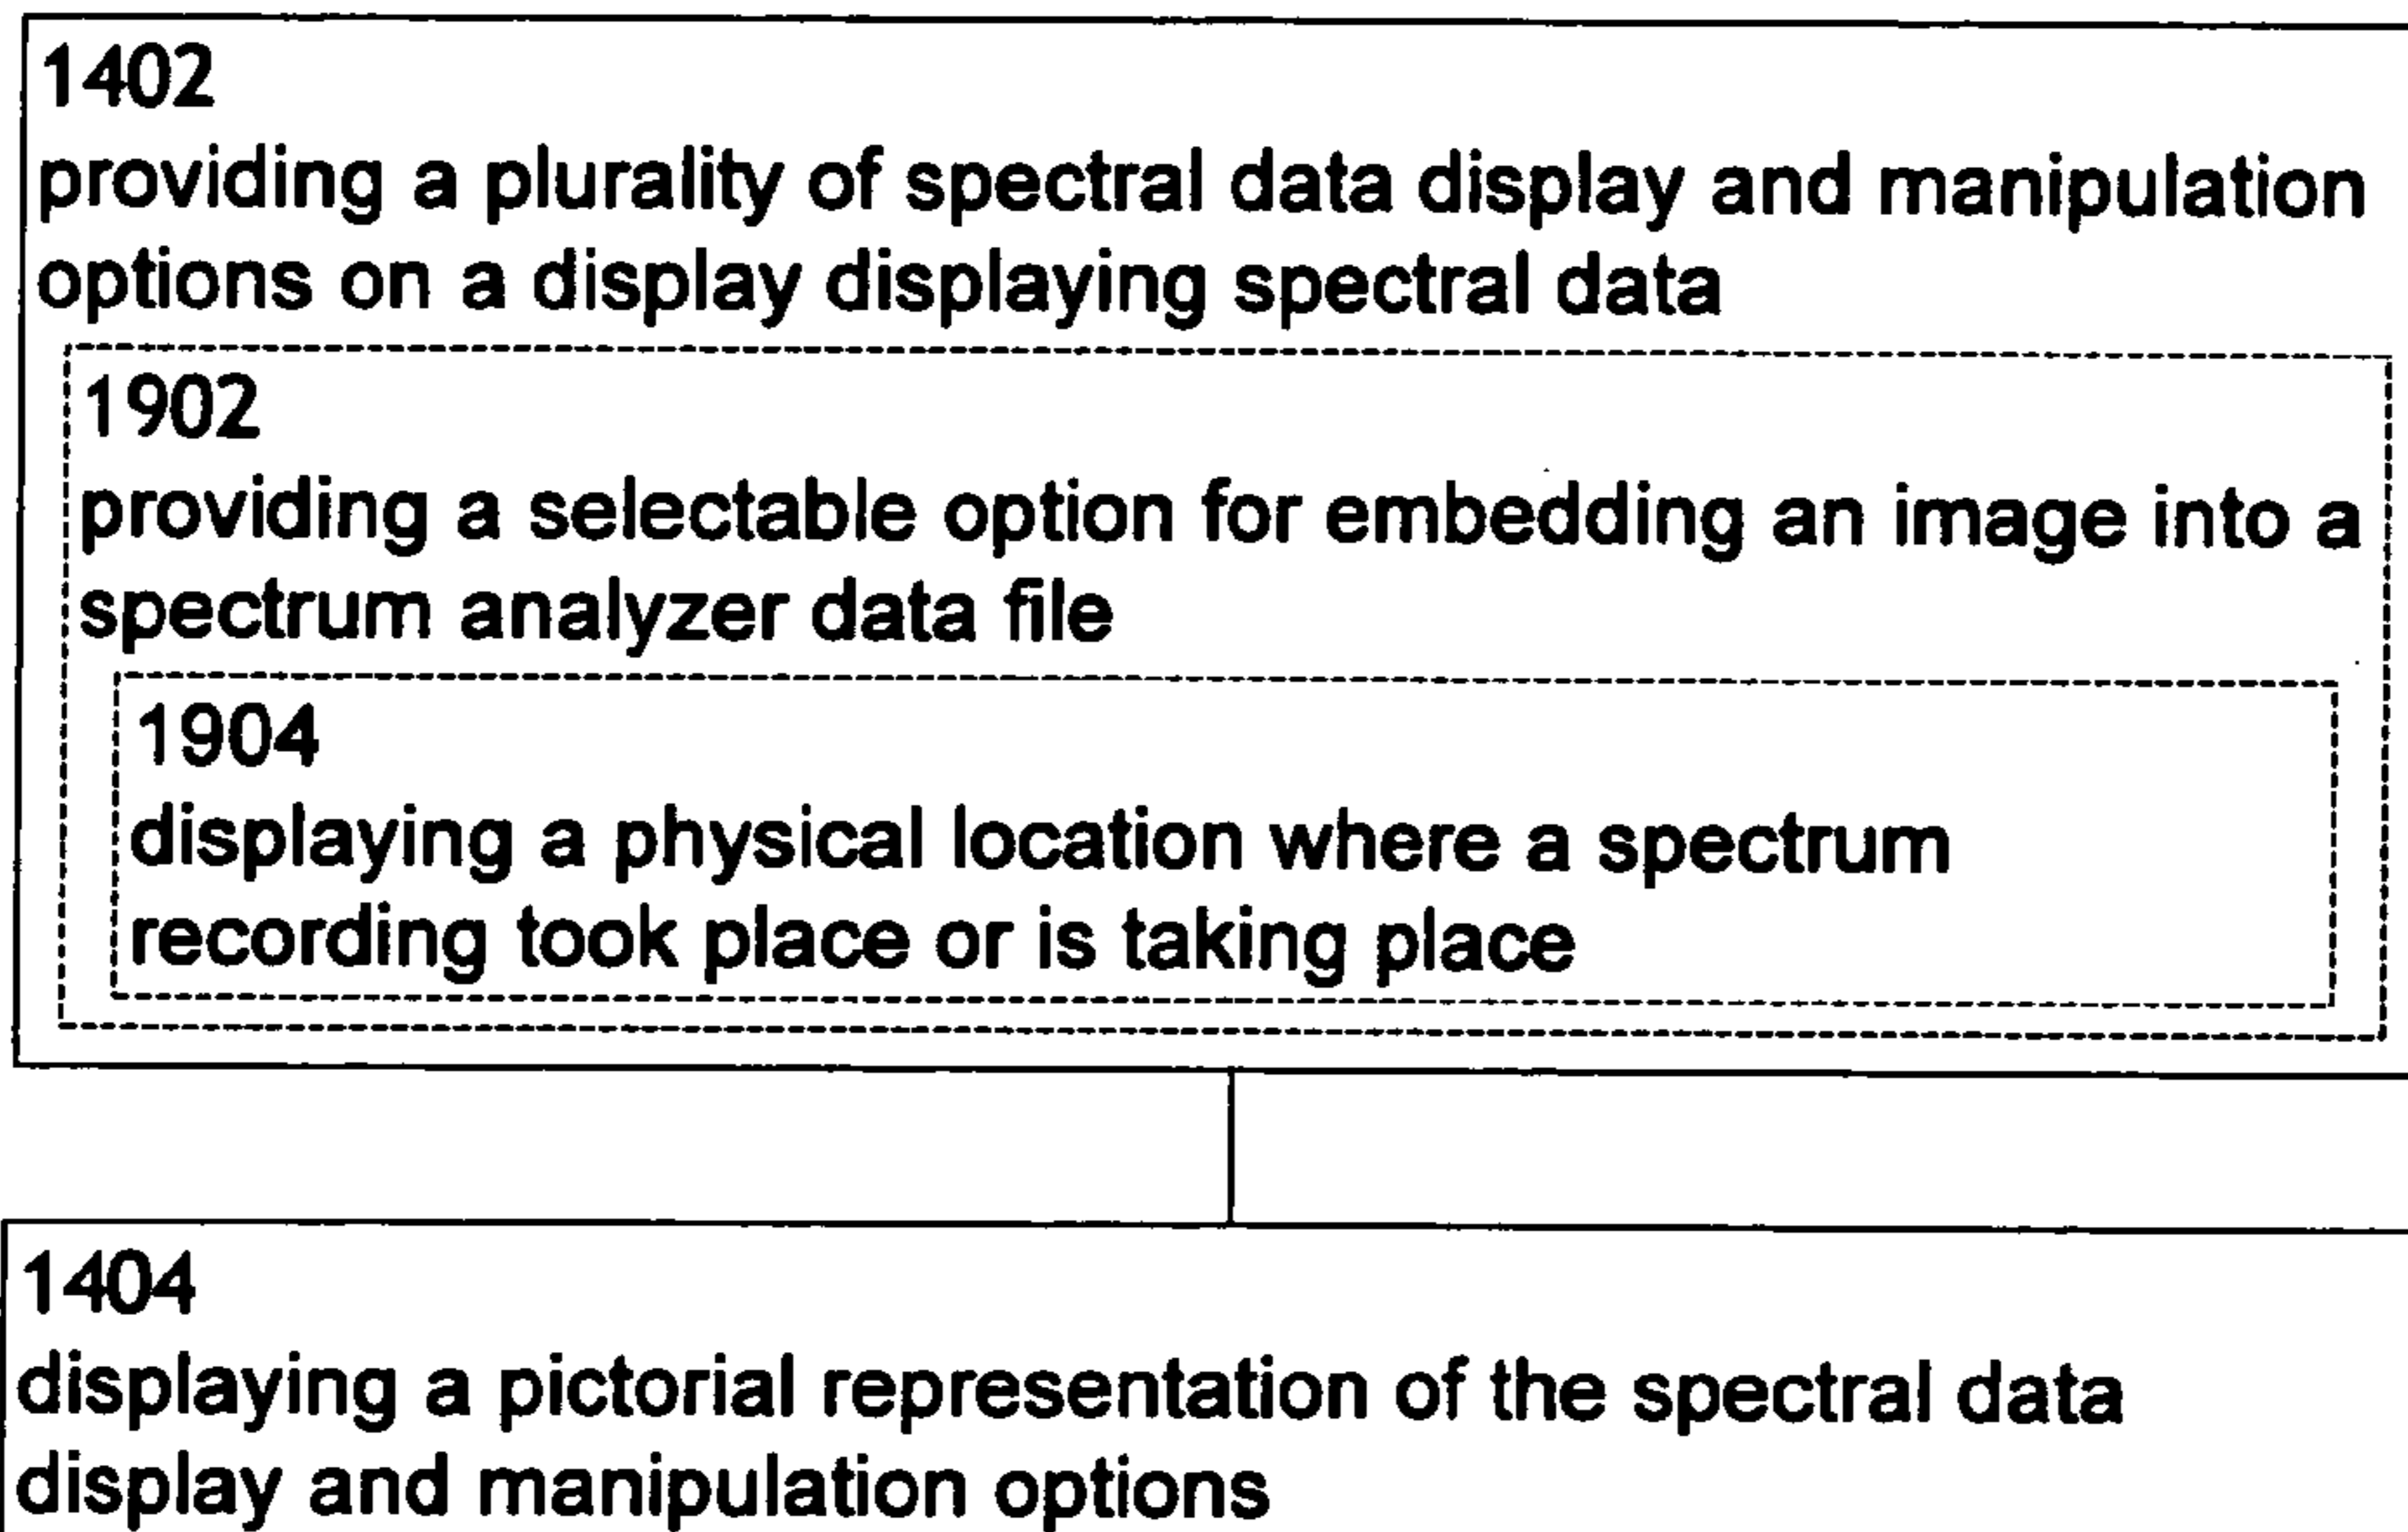 1402
providing a plurality of spectral data display and manipulation
options on a display displaying spectral data
1902
providing a selectable option for embedding an image into a
spectrum analyzer data file
1904
displaying a physical location where a spectrum
recording took place or is taking place
1404
displaying a pictorial representation of the spectral data
display and manipulation options